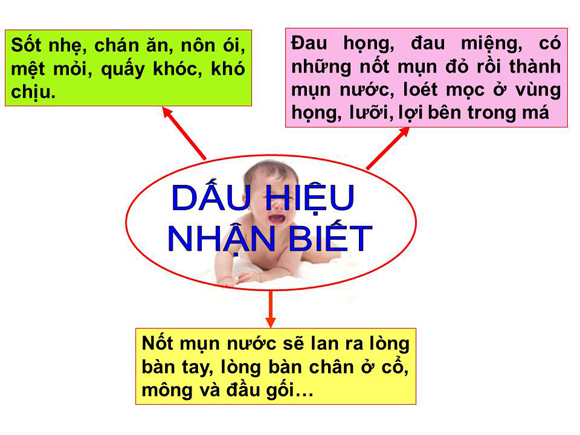 Sốt nhẹ, chán ăn, nôn ói,
mệt mỏi, quấy khóc, khó
chịu.
Đau họng, đau miệng, có
những nốt mụn đỏ rồi thành
mụn nước, loét mọc ở vùng
họng, lưỡi, lợi bên trong má
DẤU HIỆU
NHẬN BIẾT
Nốt mụn nước sẽ lan ra lòng
bàn tay, lòng bàn chân ở cổ,
mông và đầu gối...